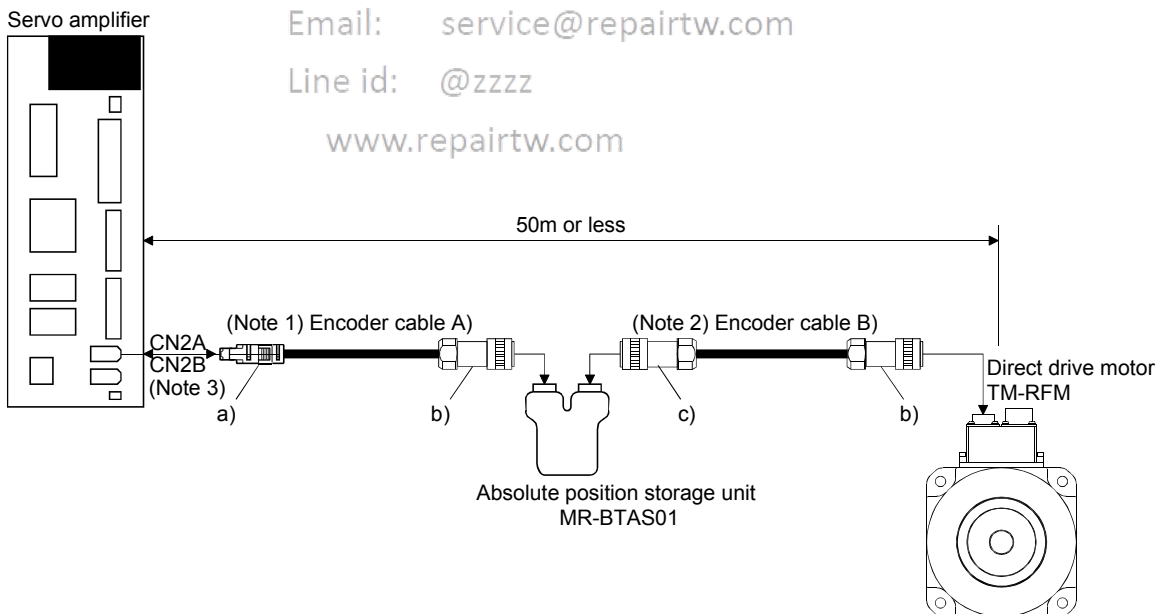 Servo amplifier
Email: service@repairtw.com
Line id: @zzzz
www.repairtw.com
50m or less
(Note 1) Encoder cable A)
(Note 2) Encoder cable B)
CN2A
CN2B
(Note 3)
a)
b)
c)
b)
Direct drive motor
TM-RFM
Absolute position storage unit
MR-BTAS01